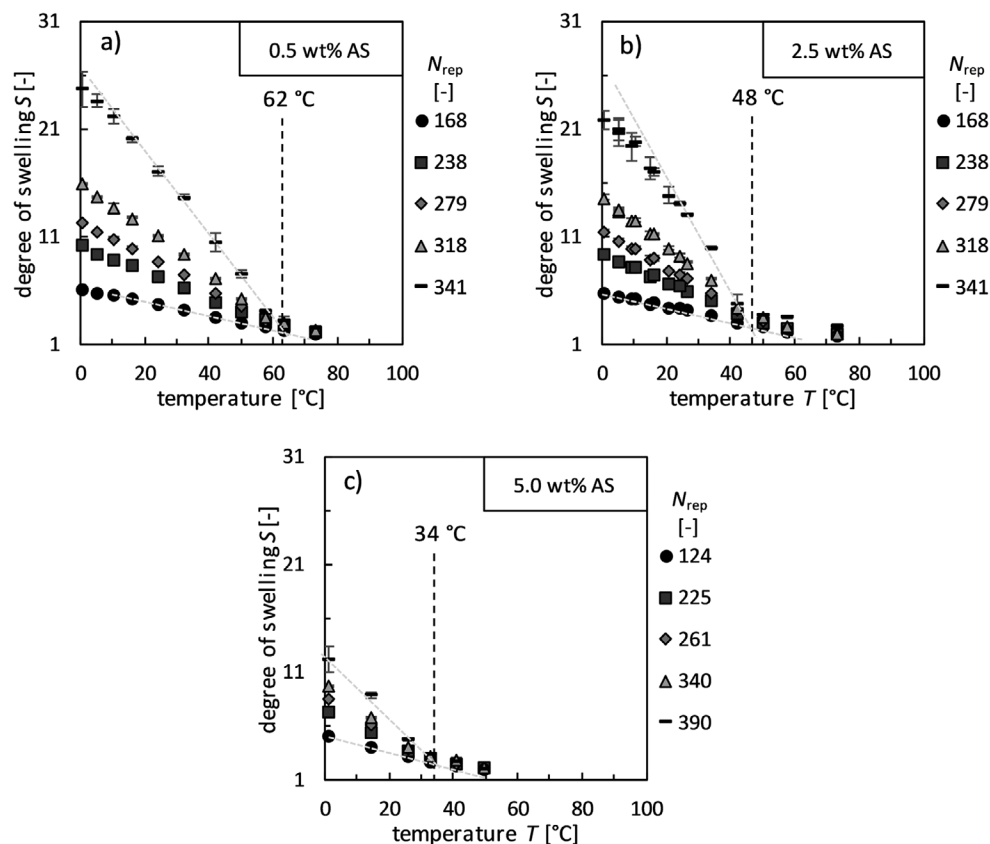 a)
0.5 wt% AS
62 °C
degree of swelling S [-]
31
21
11
1
0 20 40 60 80 100
temperature [°C]
N_rep
[-]
168
238
279
318
341
b)
2.5 wt% AS
48 °C
degree of swelling S [-]
31
21
11
1
0 20 40 60 80 100
temperature T [°C]
N_rep
[-]
168
238
279
318
341
c)
5.0 wt% AS
34 °C
degree of swelling S [-]
31
21
11
1
0 20 40 60 80 100
temperature T [°C]
N_rep
[-]
124
225
261
340
390